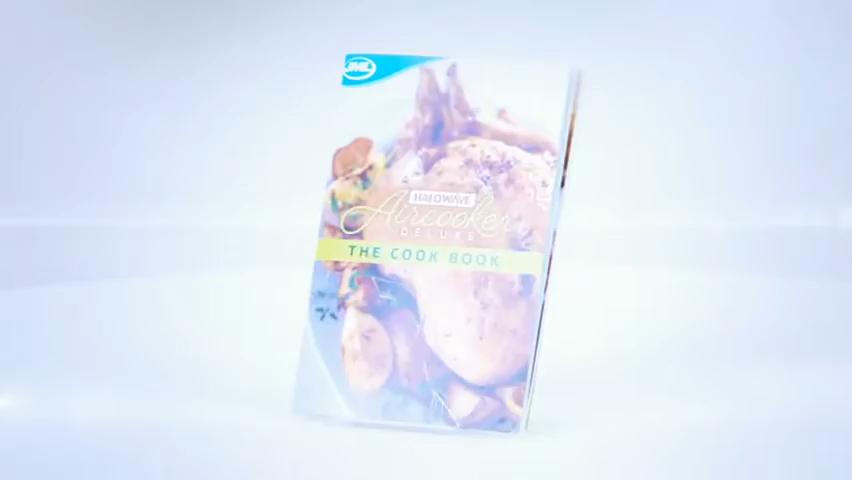 JML
HALOWAVE
Aircooker
DELUXE
THE COOK BOOK